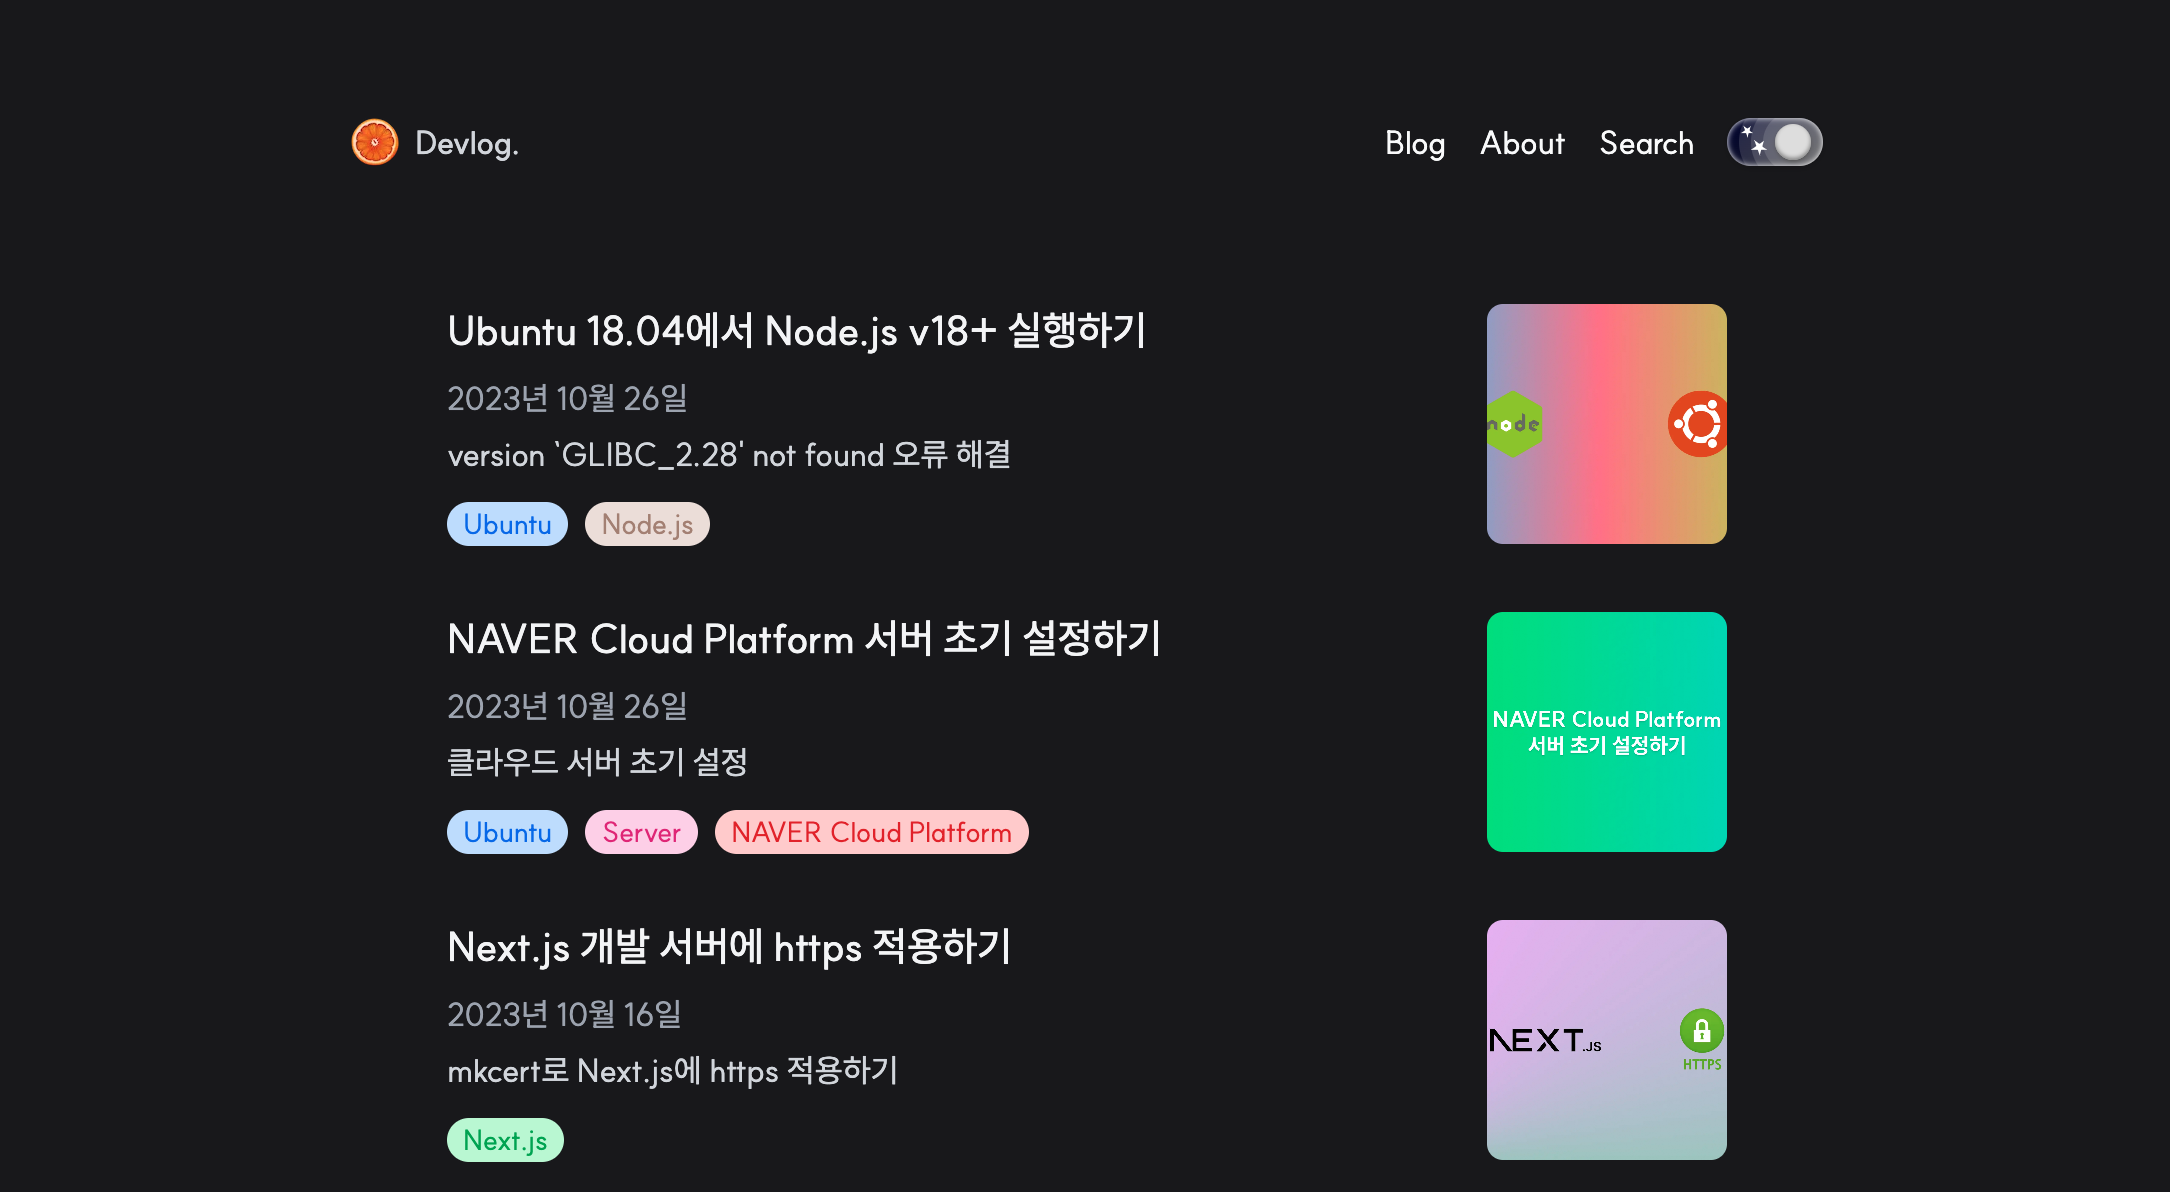 Devlog.
Blog About Search
Ubuntu 18.04에서 Node.js v18+ 실행하기
2023년 10월 26일
version `GLIBC_2.28' not found 오류 해결
Ubuntu Node.js
node
NAVER Cloud Platform 서버 초기 설정하기
2023년 10월 26일
클라우드 서버 초기 설정
Ubuntu Server NAVER Cloud Platform
NAVER Cloud Platform
서버 초기 설정하기
Next.js 개발 서버에 https 적용하기
2023년 10월 16일
mkcert로 Next.js에 https 적용하기
Next.js
NEXT.JS
HTTPS